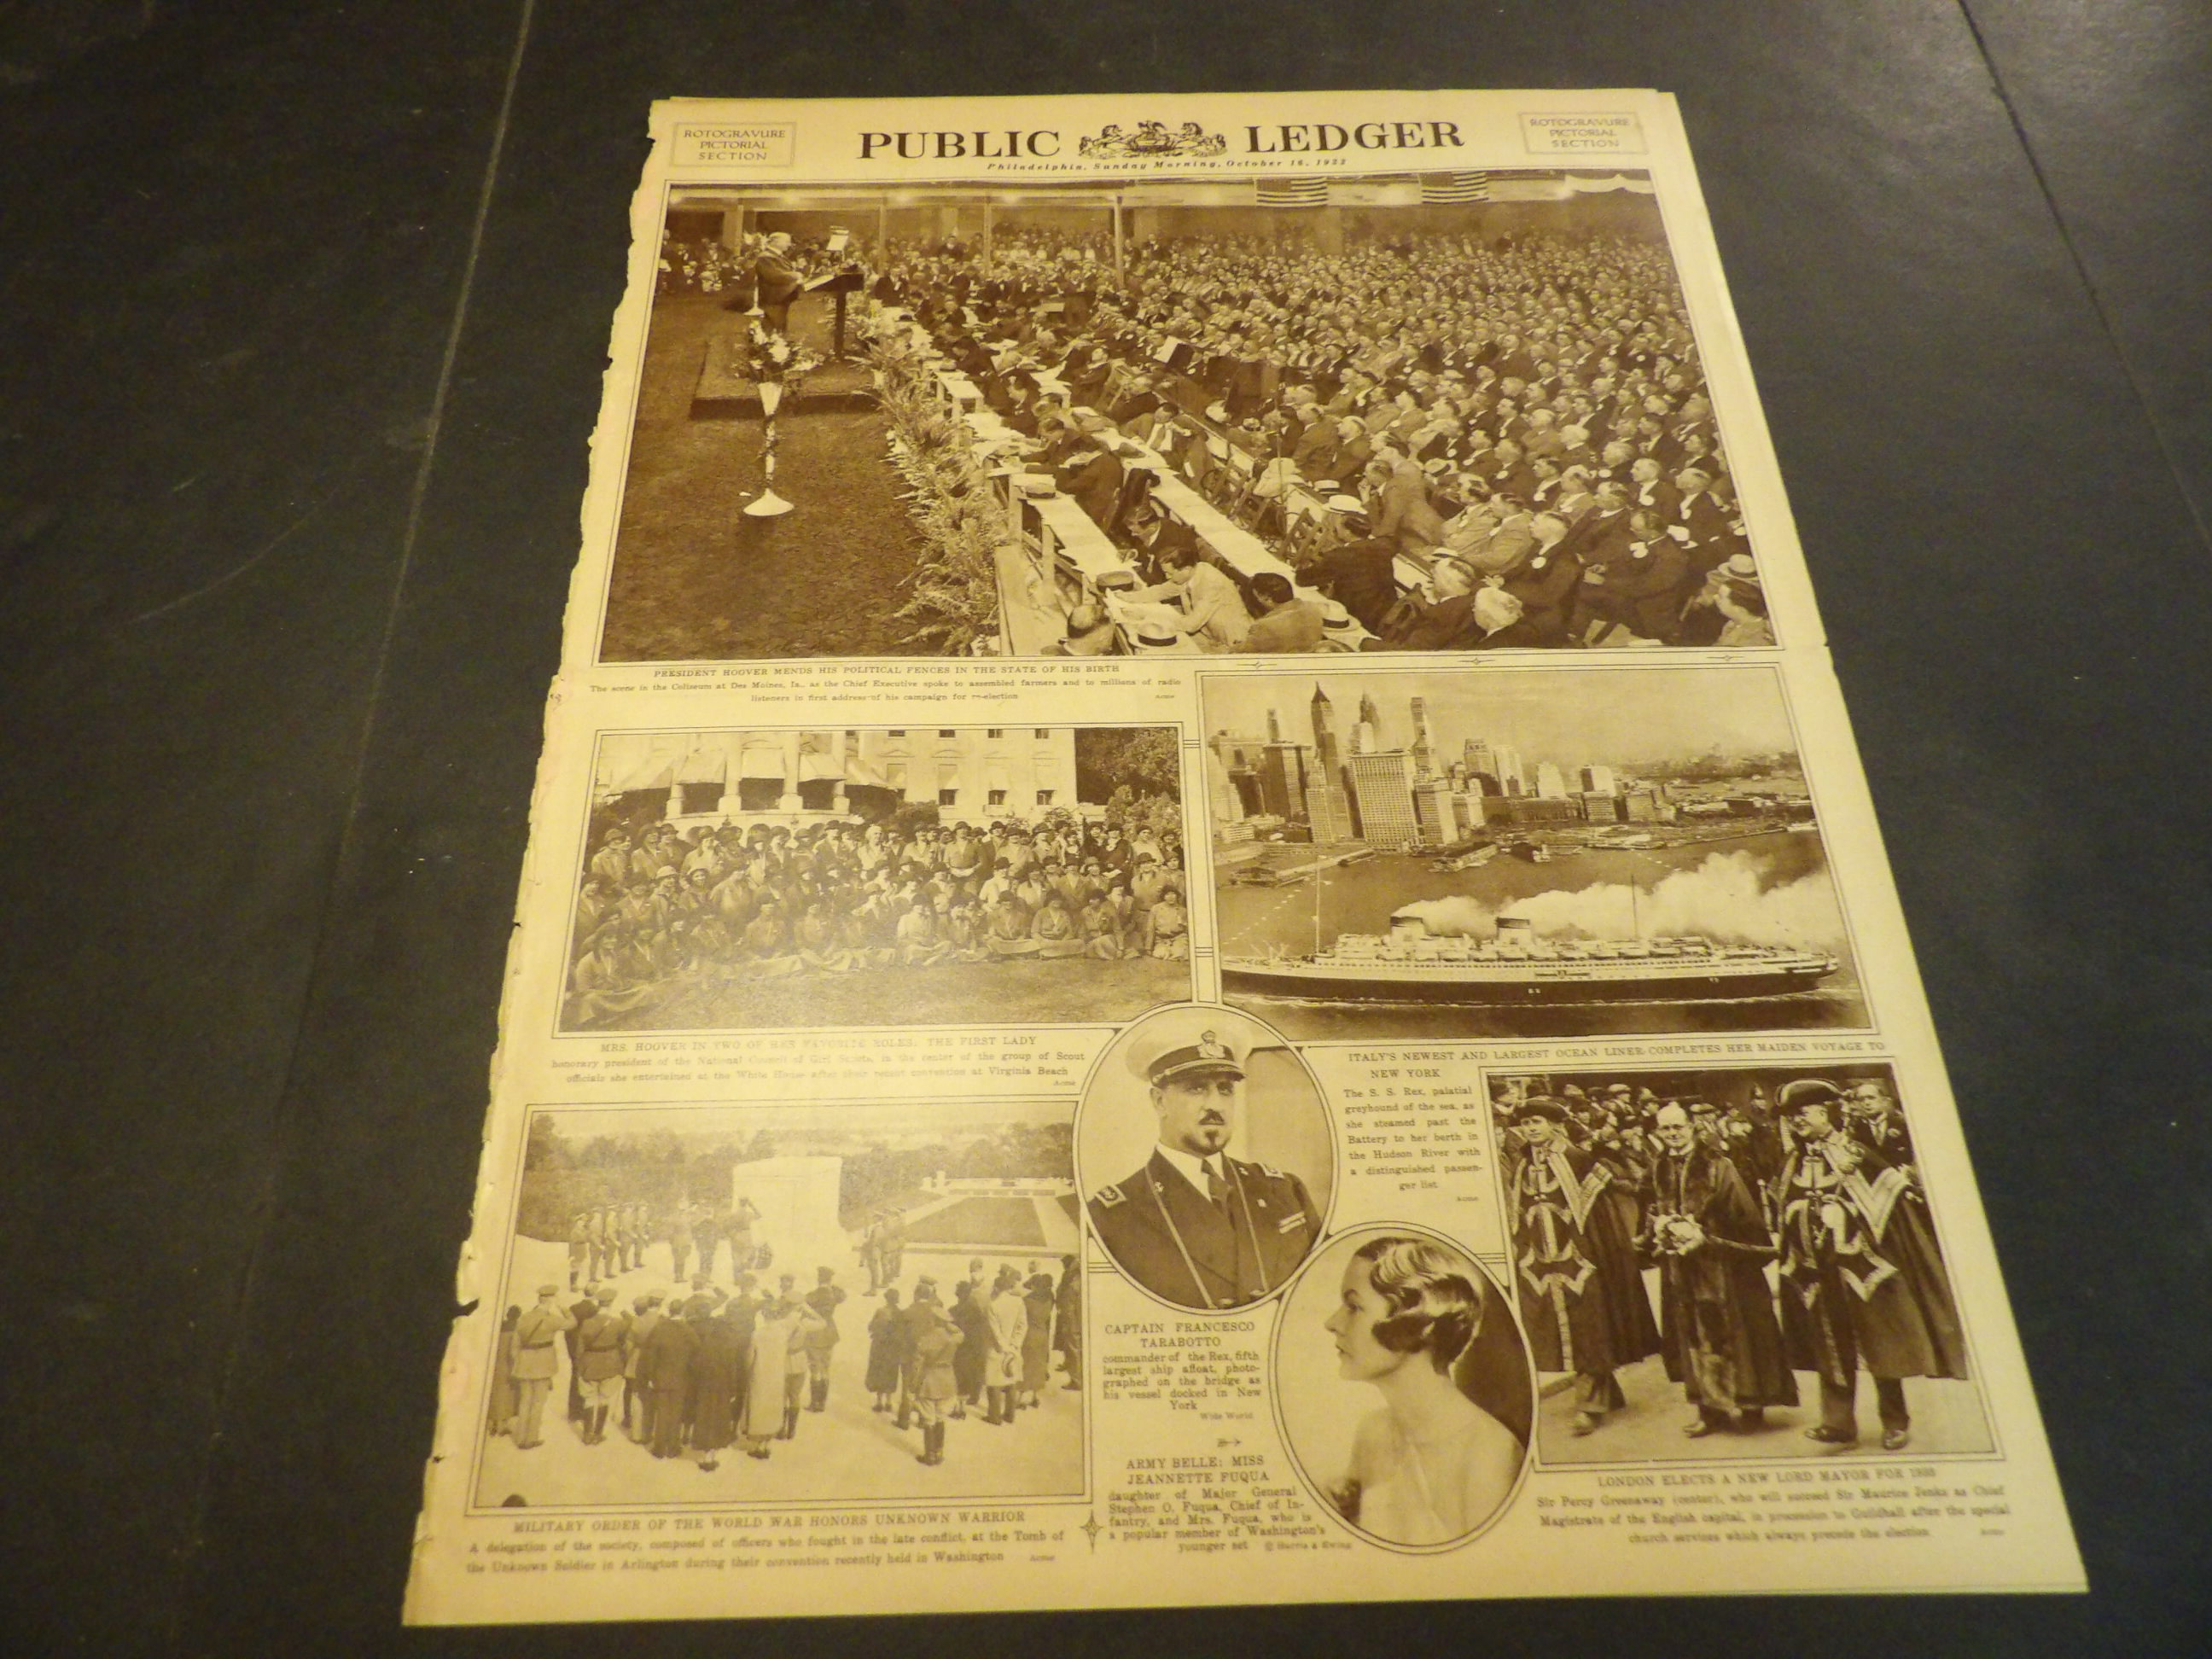 ROTOGRAVURE
PICTORIAL
SECTION
PUBLIC LEDGER
Philadelphia, Sunday Morning, October 16, 1932
ROTOGRAVURE
PICTORIAL
SECTION
PRESIDENT HOOVER MENDS HIS POLITICAL FENCES IN THE STATE OF HIS BIRTH
The scene in the Coliseum at Des Moines, Ia., as the Chief Executive spoke to assembled farmers and to millions of radio
listeners in first address of his campaign for re-election
Acme
MRS. HOOVER IN TWO OF HER FAVORITE ROLES, THE FIRST LADY
honorary president of the National Council of Girl Scouts, in the center of the group of Scout
officials she entertained at the White House after their recent convention at Virginia Beach
Acme
ITALY'S NEWEST AND LARGEST OCEAN LINER COMPLETES HER MAIDEN VOYAGE TO
NEW YORK
The S. S. Rex, palatial
greyhound of the sea, as
she steamed past the
Battery to her berth in
the Hudson River with
a distinguished passen-
ger list
Acme
CAPTAIN FRANCESCO
TARABOTTO
commander of the Rex, fifth
largest ship afloat, photo-
graphed on the bridge as
his vessel docked in New
York
Wide World
ARMY BELLE: MISS
JEANNETTE FUQUA
daughter of Major General
Stephen O. Fuqua, Chief of In-
fantry, and Mrs. Fuqua, who is
a popular member of Washington's
younger set
© Harris & Ewing
MILITARY ORDER OF THE WORLD WAR HONORS UNKNOWN WARRIOR
A delegation of the society, composed of officers who fought in the late conflict, at the Tomb of
the Unknown Soldier in Arlington during their convention recently held in Washington
Acme
LONDON ELECTS A NEW LORD MAYOR FOR 1933
Sir Percy Greenaway (center), who will succeed Sir Maurice Jenks as Chief
Magistrate of the English capital, in procession to Guildhall after the special
church services which always precede the election
Acme